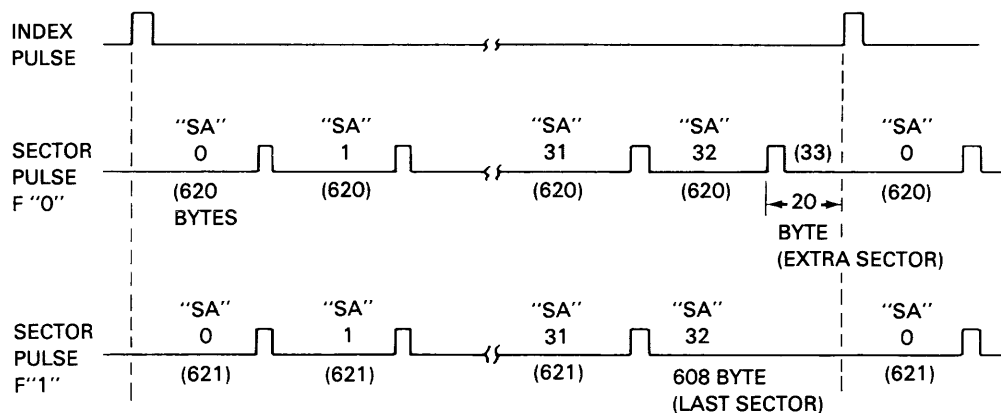 INDEX
PULSE
"SA" "SA" "SA" "SA" "SA"
SECTOR 0 1 31 32 (33) 0
PULSE
F "0" (620 (620) (620) (620) 20 (620)
BYTES BYTE
(EXTRA SECTOR)
"SA" "SA" "SA" "SA" "SA"
SECTOR 0 1 31 32 0
PULSE
F"1" (621) (621) (621) 608 BYTE (621)
(LAST SECTOR)